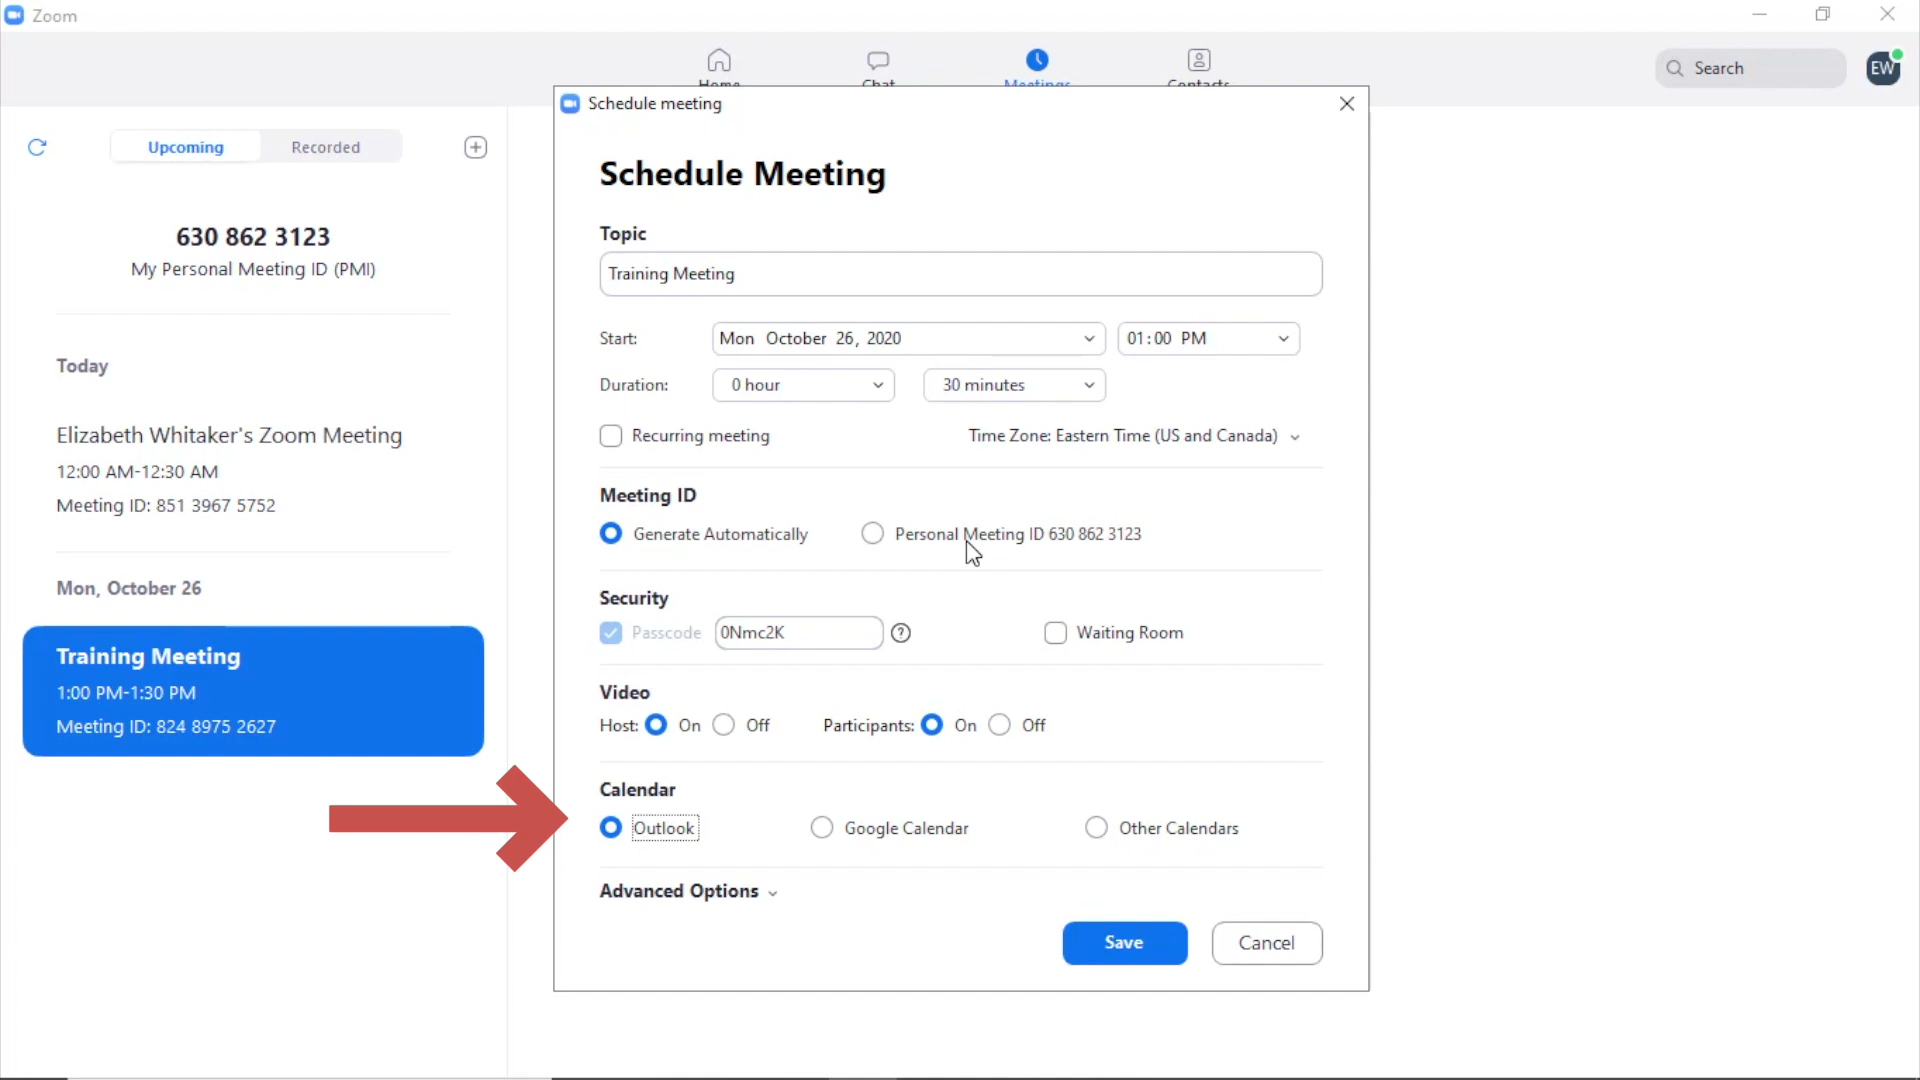 Zoom
Home
Chat
Meetings
Contacts
Search
EW
Upcoming
Recorded
630 862 3123
My Personal Meeting ID (PMI)
Today
Elizabeth Whitaker's Zoom Meeting
12:00 AM-12:30 AM
Meeting ID: 851 3967 5752
Mon, October 26
Training Meeting
1:00 PM-1:30 PM
Meeting ID: 824 8975 2627
Schedule meeting
Schedule Meeting
Topic
Training Meeting
Start: Mon October 26, 2020 01:00 PM
Duration: 0 hour 30 minutes
Recurring meeting Time Zone: Eastern Time (US and Canada)
Meeting ID
Generate Automatically Personal Meeting ID 630 862 3123
Security
Passcode 0Nmc2K ? Waiting Room
Video
Host: On Off Participants: On Off
Calendar
Outlook Google Calendar Other Calendars
Advanced Options
Save Cancel